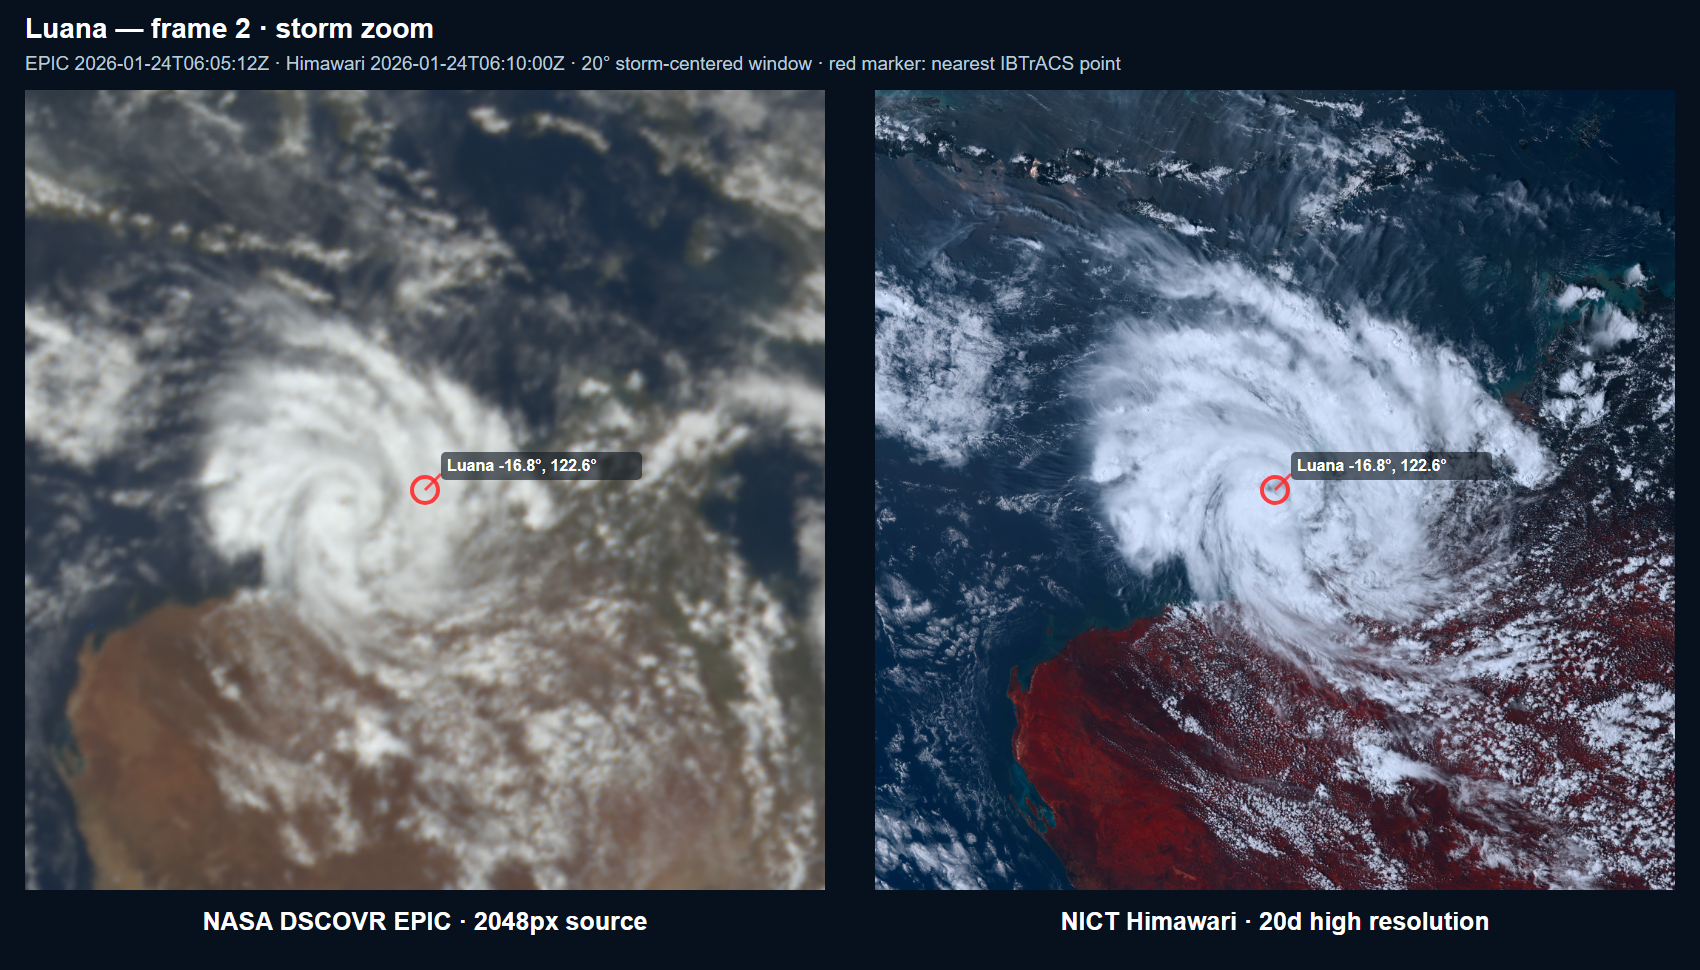 Luana — frame 2 · storm zoom
EPIC 2026-01-24T06:05:12Z · Himawari 2026-01-24T06:10:00Z · 20° storm-centered window · red marker: nearest IBTrACS point
Luana -16.8°, 122.6°
Luana -16.8°, 122.6°
NASA DSCOVR EPIC · 2048px source
NICT Himawari · 20d high resolution